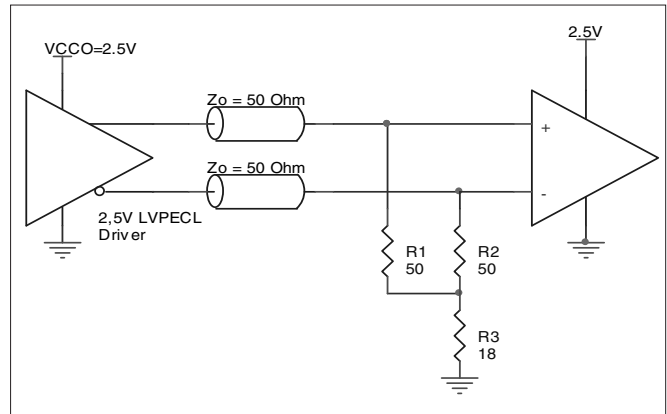 VCCO=2.5V
2.5V
Zo = 50 Ohm
+
Zo = 50 Ohm
-
2,5V LVPECL
Driver
R1
50
R2
50
R3
18